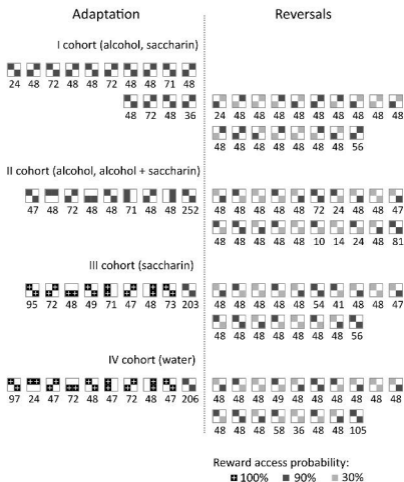 Adaptation Reversals
I cohort (alcohol, saccharin)
24 48 72 48 48 72 48 48 71 48
48 72 48 36 24 48 48 48 48 48 48 48 48 48
48 48 48 48 48 48 48 56
II cohort (alcohol, alcohol + saccharin)
47 48 72 48 48 71 48 48 252 48 48 48 48 48 72 24 48 48 47
48 48 48 48 10 14 24 48 81
III cohort (saccharin)
95 72 48 49 71 47 48 73 203 48 48 48 48 48 54 41 48 48 47
48 48 48 48 48 48 48 56
IV cohort (water)
97 24 47 72 48 47 72 48 47 206 48 48 48 49 48 48 48 48 48 47
48 48 48 58 36 48 48 105
Reward access probability:
100% 90% 30%